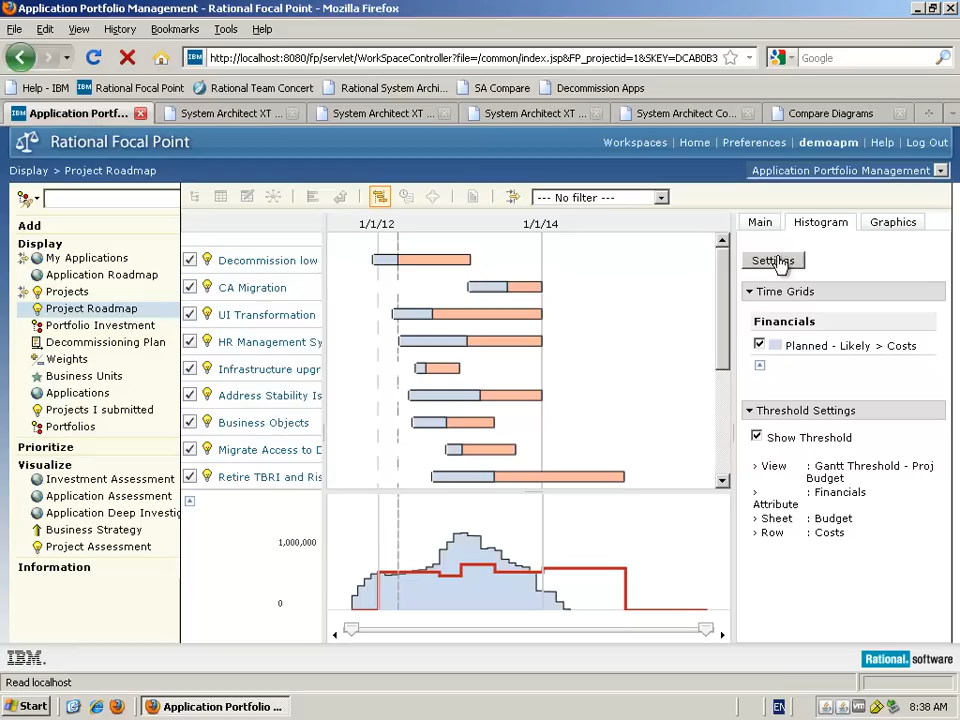 Application Portfolio Management - Rational Focal Point - Mozilla Firefox
File Edit View History Bookmarks Tools Help
http://localhost:8080/fp/servlet/WorkSpaceController?file=/common/index.jsp&FP_projectid=1&SKEY=DCAB0B3
Google
Help - IBM Rational Focal Point Rational Team Concert Rational System Archi... SA Compare Decommission Apps
Application Portf... System Architect XT ... System Architect XT ... System Architect XT ... System Architect Co... Compare Diagrams
Rational Focal Point
Workspaces | Home | Preferences | demoapm | Help | Log Out
Display > Project Roadmap
Application Portfolio Management
--- No filter ---
Add
Display
My Applications
Application Roadmap
Projects
Project Roadmap
Portfolio Investment
Decommissioning Plan
Weights
Business Units
Applications
Projects I submitted
Portfolios
Prioritize
Visualize
Investment Assessment
Application Assessment
Application Deep Investig
Business Strategy
Project Assessment
Information
1/1/12 1/1/14
Decommission low
CA Migration
UI Transformation
HR Management Sy
Infrastructure upgr
Address Stability Is
Business Objects
Migrate Access to D
Retire TBRI and Ris
1,000,000
0
Main Histogram Graphics
Settings
Time Grids
Financials
Planned - Likely > Costs
Threshold Settings
Show Threshold
> View : Gantt Threshold - Proj
Budget
> : Financials
Attribute
> Sheet : Budget
> Row : Costs
IBM.
Rational. software
Read localhost
Start
Application Portfolio ...
EN
8:38 AM